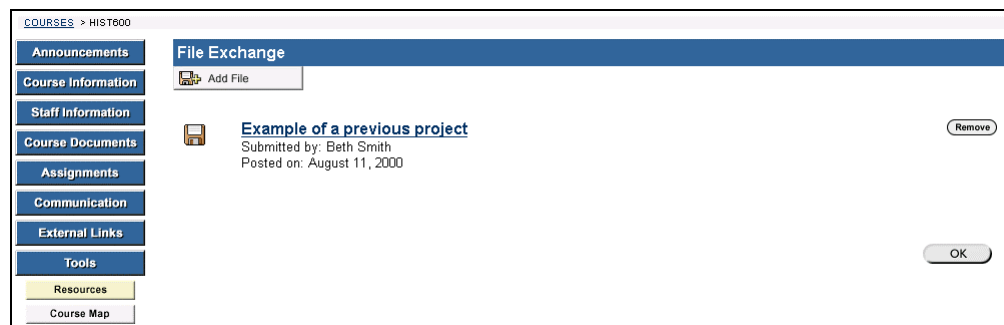 COURSES > HIST600
Announcements
Course Information
Staff Information
Course Documents
Assignments
Communication
External Links
Tools
Resources
Course Map
File Exchange
Add File
Example of a previous project
Submitted by: Beth Smith
Posted on: August 11, 2000
Remove
OK